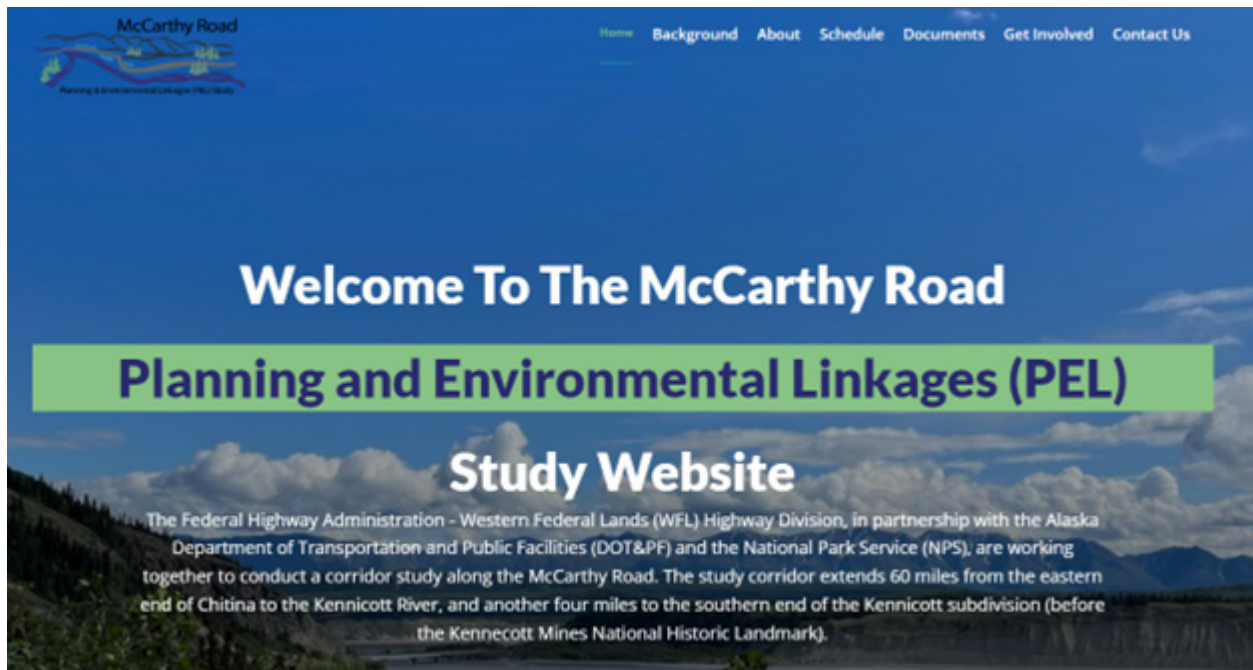 McCarthy Road
Planning & Environmental Linkages (PEL) Study
Home Background About Schedule Documents Get Involved Contact Us
Welcome To The McCarthy Road
Planning and Environmental Linkages (PEL)
Study Website
The Federal Highway Administration - Western Federal Lands (WFL) Highway Division, in partnership with the Alaska
Department of Transportation and Public Facilities (DOT&PF) and the National Park Service (NPS), are working
together to conduct a corridor study along the McCarthy Road. The study corridor extends 60 miles from the eastern
end of Chitina to the Kennicott River, and another four miles to the southern end of the Kennicott subdivision (before
the Kennecott Mines National Historic Landmark).